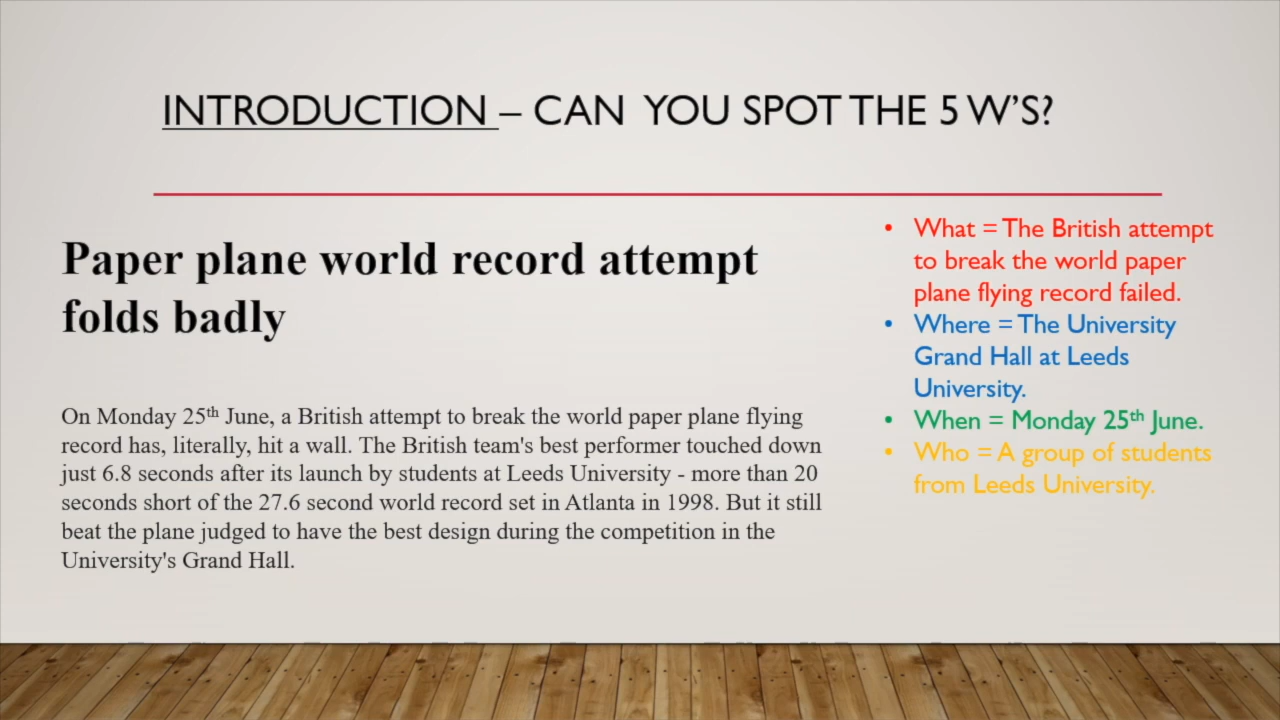 INTRODUCTION – CAN YOU SPOT THE 5 W'S?
Paper plane world record attempt
folds badly
On Monday 25th June, a British attempt to break the world paper plane flying
record has, literally, hit a wall. The British team's best performer touched down
just 6.8 seconds after its launch by students at Leeds University - more than 20
seconds short of the 27.6 second world record set in Atlanta in 1998. But it still
beat the plane judged to have the best design during the competition in the
University's Grand Hall.
• What = The British attempt
to break the world paper
plane flying record failed.
• Where = The University
Grand Hall at Leeds
University.
• When = Monday 25th June.
• Who = A group of students
from Leeds University.